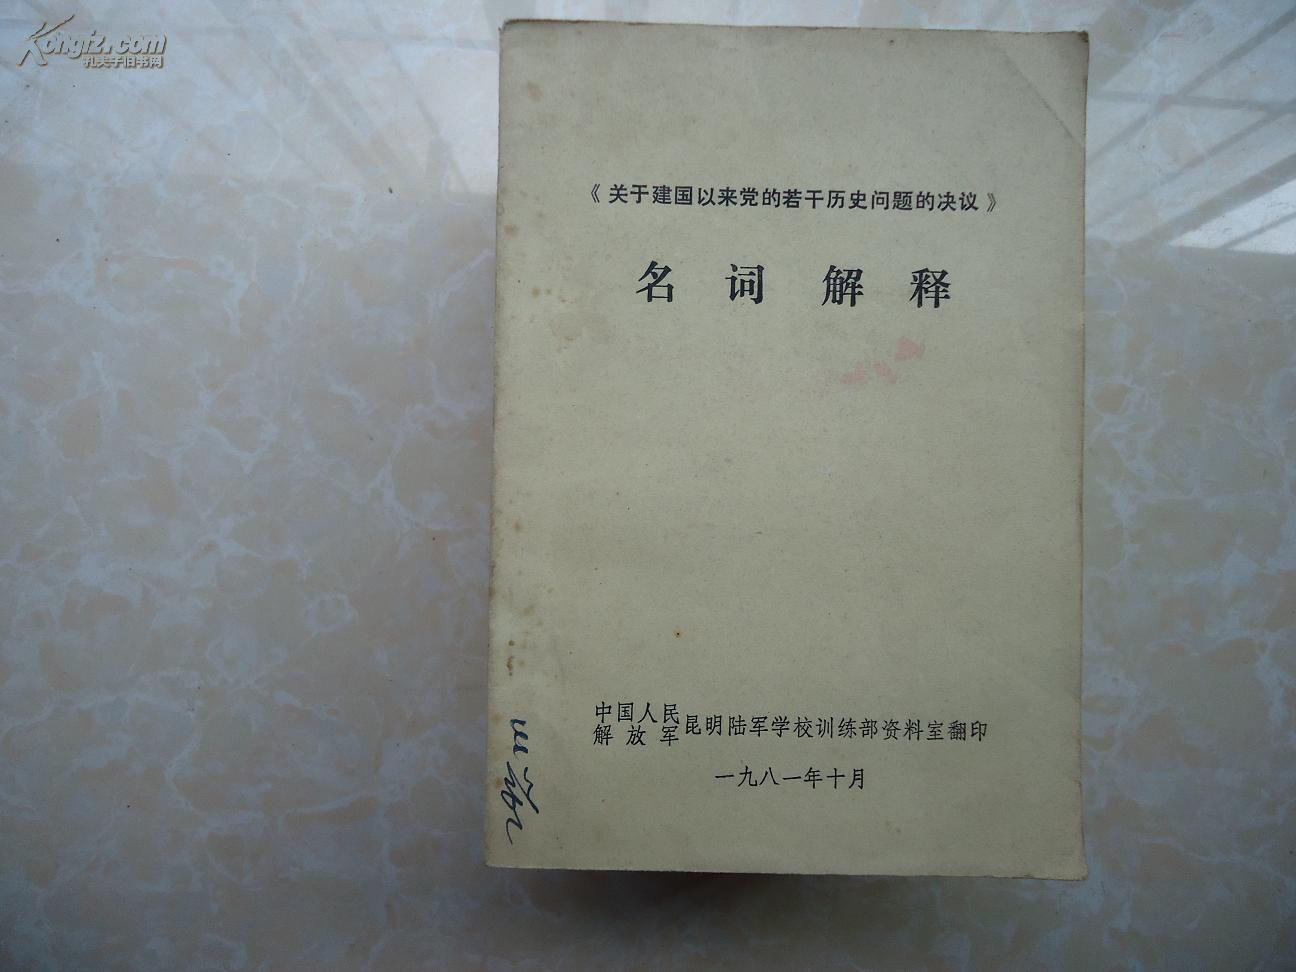 Kongfz.com
孔夫子旧书网
《关于建国以来党的若干历史问题的决议》
名词解释
中国人民解放军昆明陆军学校训练部资料室翻印
一九八一年十月